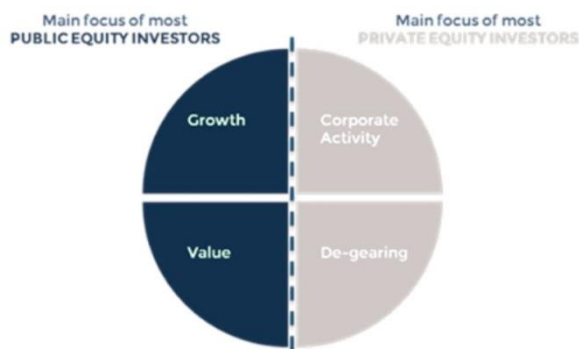 Main focus of most
PUBLIC EQUITY INVESTORS
Main focus of most
PRIVATE EQUITY INVESTORS
Growth
Corporate
Activity
Value
De-gearing